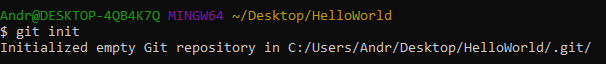 Andr@DESKTOP-4QB4K7Q MINGW64 ~/Desktop/HelloWorld
$ git init
Initialized empty Git repository in C:/Users/Andr/Desktop/HelloWorld/.git/